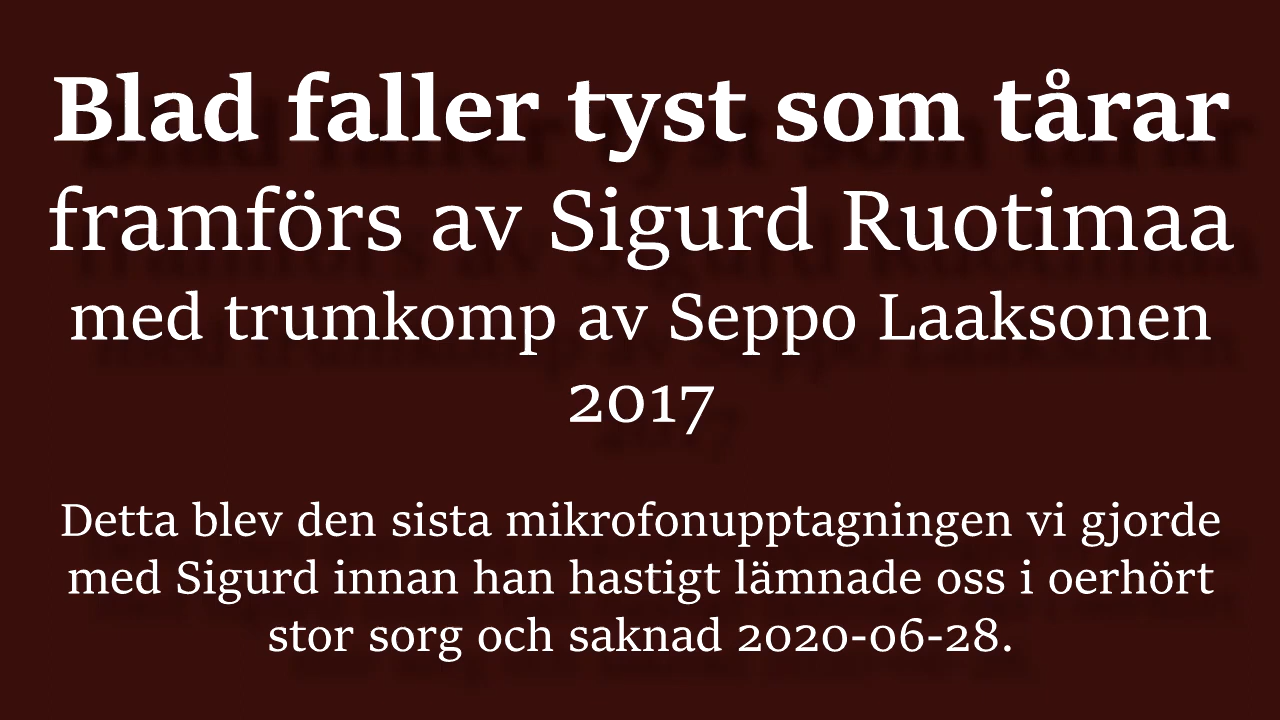 Blad faller tyst som tårar
framförs av Sigurd Ruotimaa
med trumkomp av Seppo Laaksonen
2017
Detta blev den sista mikrofonupptagningen vi gjorde
med Sigurd innan han hastigt lämnade oss i oerhört
stor sorg och saknad 2020-06-28.